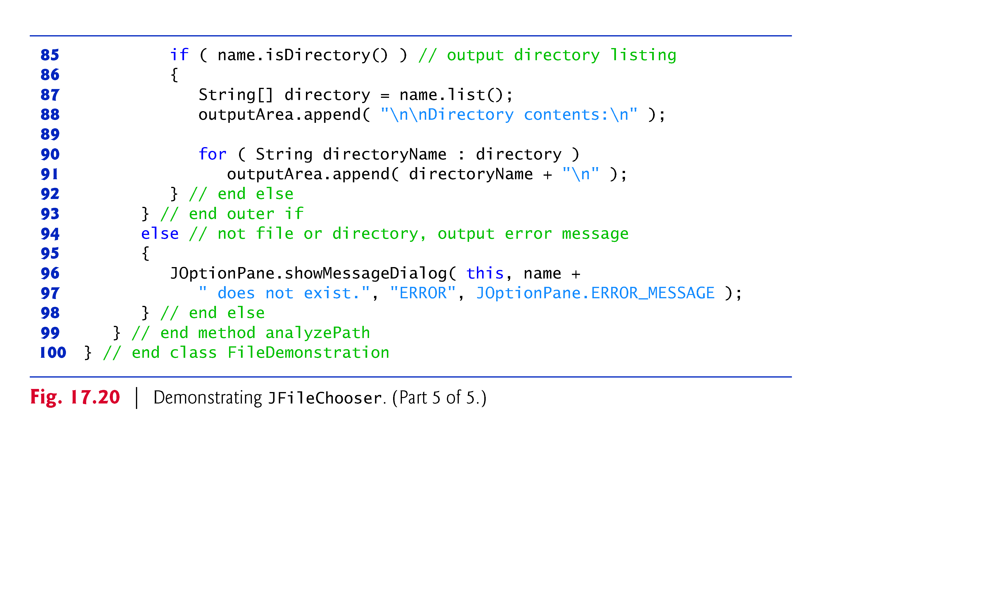 85 if ( name.isDirectory() ) // output directory listing
86 {
87 String[] directory = name.list();
88 outputArea.append( "\n\nDirectory contents:\n" );
89
90 for ( String directoryName : directory )
91 outputArea.append( directoryName + "\n" );
92 } // end else
93 } // end outer if
94 else // not file or directory, output error message
95 {
96 JOptionPane.showMessageDialog( this, name +
97 " does not exist.", "ERROR", JOptionPane.ERROR_MESSAGE );
98 } // end else
99 } // end method analyzePath
100 } // end class FileDemonstration
Fig. 17.20 | Demonstrating JFileChooser. (Part 5 of 5.)